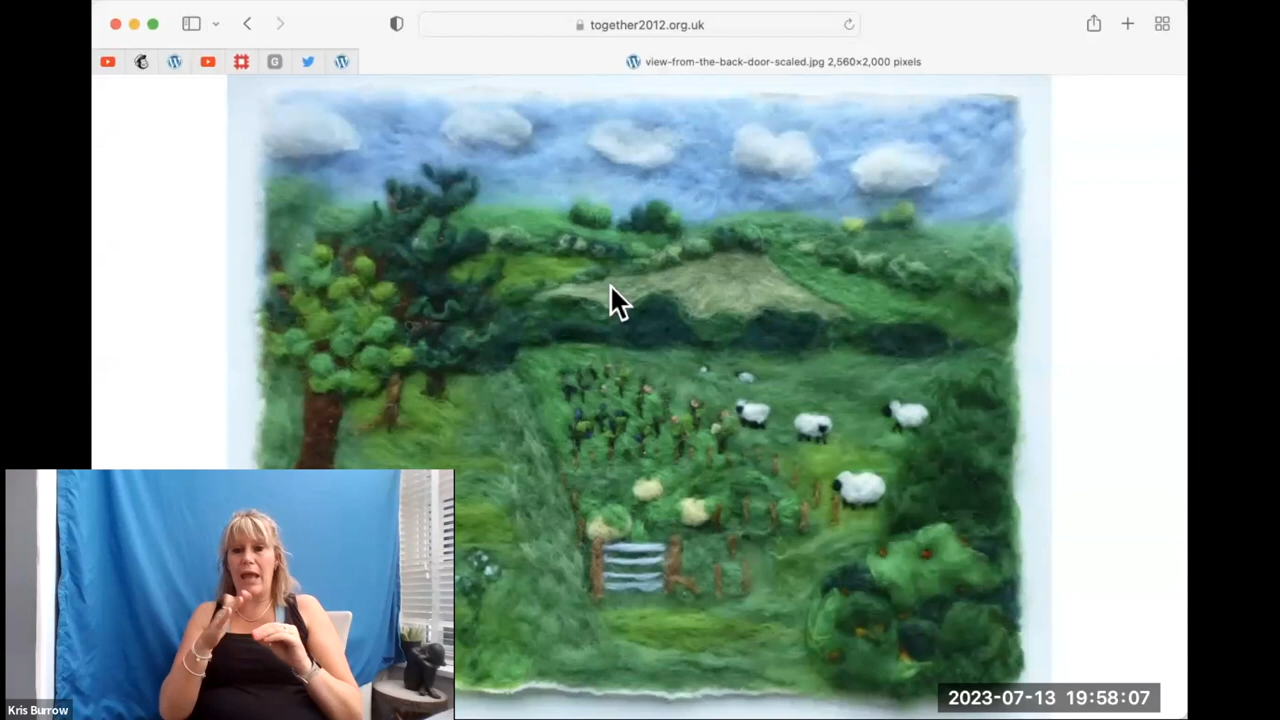 together2012.org.uk
view-from-the-back-door-scaled.jpg 2,560×2,000 pixels
G
Kris Burrow
2023-07-13 19:58:07